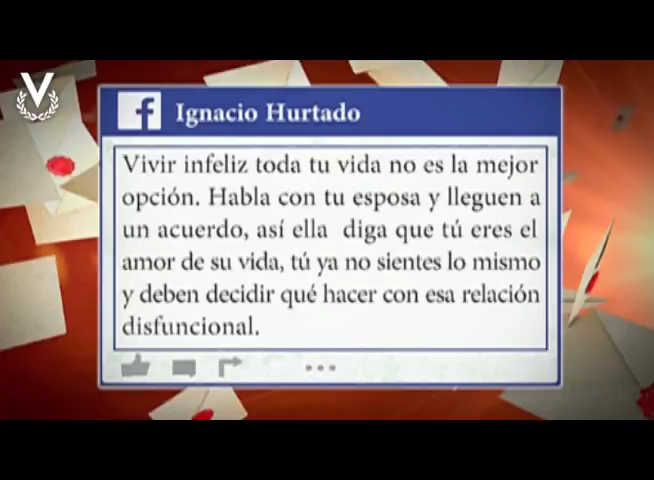 V
f Ignacio Hurtado
Vivir infeliz toda tu vida no es la mejor
opción. Habla con tu esposa y lleguen a
un acuerdo, así ella diga que tú eres el
amor de su vida, tú ya no sientes lo mismo
y deben decidir qué hacer con esa relación
disfuncional.